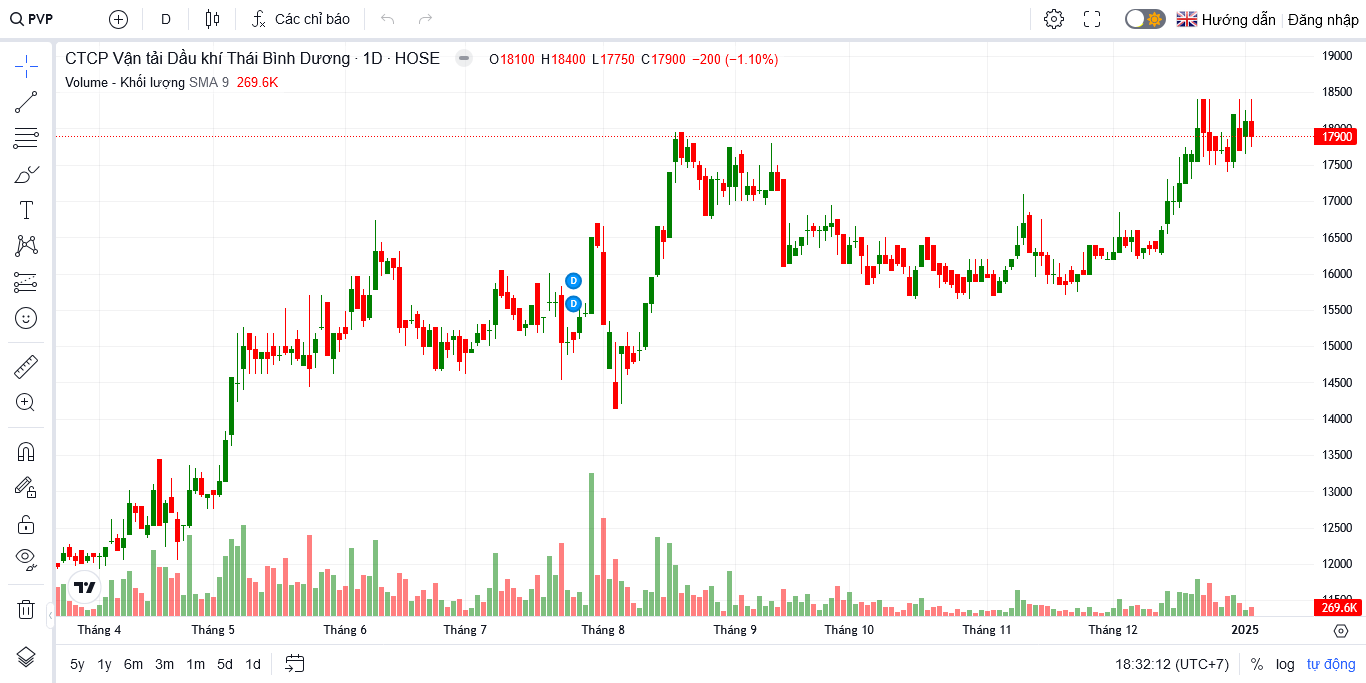 PVP D Các chỉ báo Hướng dẫn Đăng nhập
CTCP Vận tải Dầu khí Thái Bình Dương · 1D · HOSE O18100 H18400 L17750 C17900 −200 (−1.10%)
Volume - Khối lượng SMA 9 269.6K
19000
18500
18000
17900
17500
17000
16500
16000
15500
15000
14500
14000
13500
13000
12500
12000
11500
269.6K
D
D
Tháng 4 Tháng 5 Tháng 6 Tháng 7 Tháng 8 Tháng 9 Tháng 10 Tháng 11 Tháng 12 2025
5y 1y 6m 3m 1m 5d 1d 18:32:12 (UTC+7) % log tự động